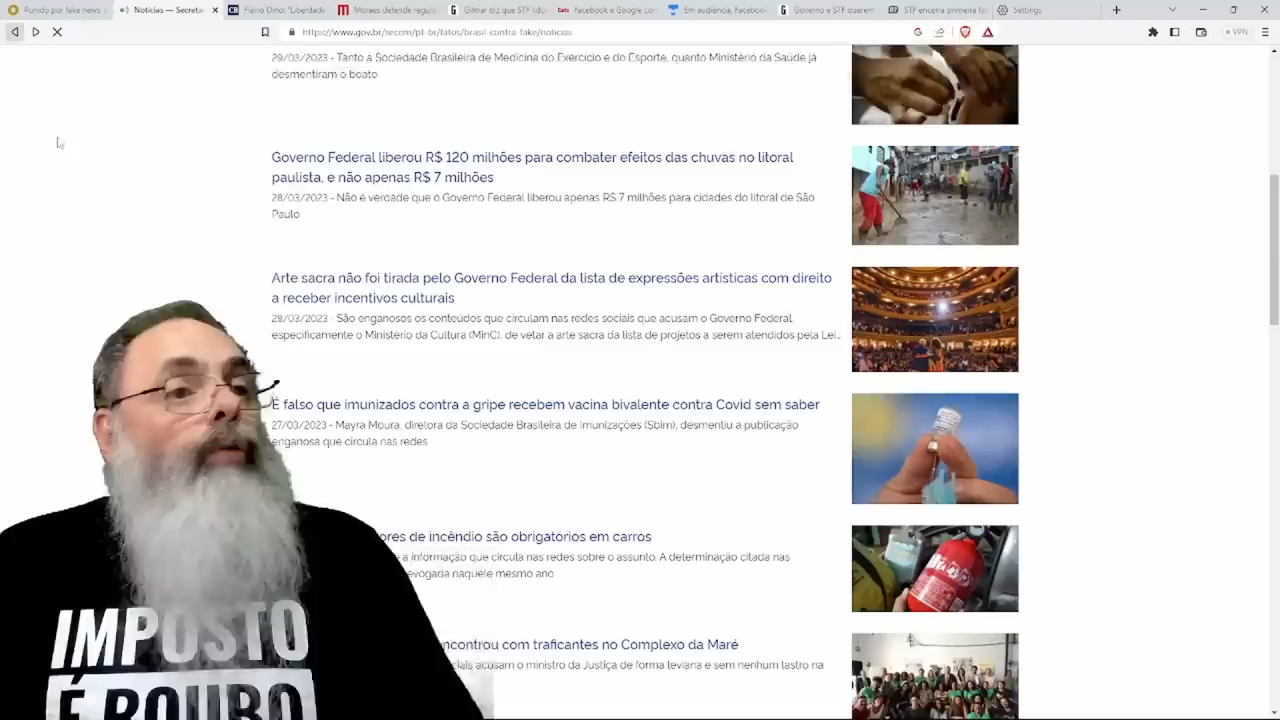 Punido por fake news
Notícias — Secretar
Flávio Dino: "Liberdade
Moraes defende regula
Gilmar diz que STF
Facebook e Google con
Em audiência, Facebook
Governo e STF querem
STF encerra primeira fa
Settings
https://www.gov.br/secom/pt-br/fatos/brasil-contra-fake/noticias
VPN
29/03/2023 - Tanto a Sociedade Brasileira de Medicina do Exercício e do Esporte, quanto Ministério da Saúde já
desmentiram o boato
Governo Federal liberou R$ 120 milhões para combater efeitos das chuvas no litoral
paulista, e não apenas R$ 7 milhões
28/03/2023 - Não é verdade que o Governo Federal liberou apenas R$ 7 milhões para cidades do litoral de São
Paulo
Arte sacra não foi tirada pelo Governo Federal da lista de expressões artísticas com direito
a receber incentivos culturais
28/03/2023 - São enganosos os conteúdos que circulam nas redes sociais que acusam o Governo Federal,
especificamente o Ministério da Cultura (MinC), de vetar a arte sacra da lista de projetos a serem atendidos pela Lei...
É falso que imunizados contra a gripe recebem vacina bivalente contra Covid sem saber
27/03/2023 - Mayra Moura, diretora da Sociedade Brasileira de Imunizações (Sbim), desmentiu a publicação
enganosa que circula nas redes
ores de incêndio são obrigatórios em carros
e a informação que circula nas redes sobre o assunto. A determinação citada nas
evogada naquele mesmo ano
ncontrou com traficantes no Complexo da Maré
ciais acusam o ministro da Justiça de forma leviana e sem nenhum lastro na
IMPOSTO
É ROUBO